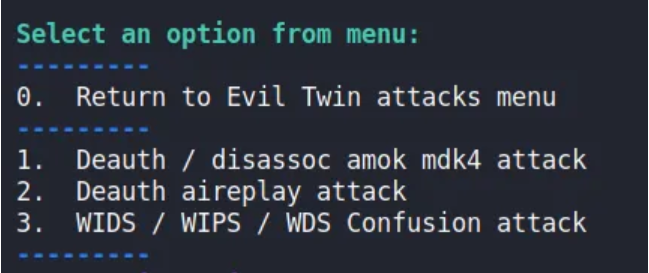 Select an option from menu:
---------
0.  Return to Evil Twin attacks menu
---------
1.  Deauth / disassoc amok mdk4 attack
2.  Deauth aireplay attack
3.  WIDS / WIPS / WDS Confusion attack
---------